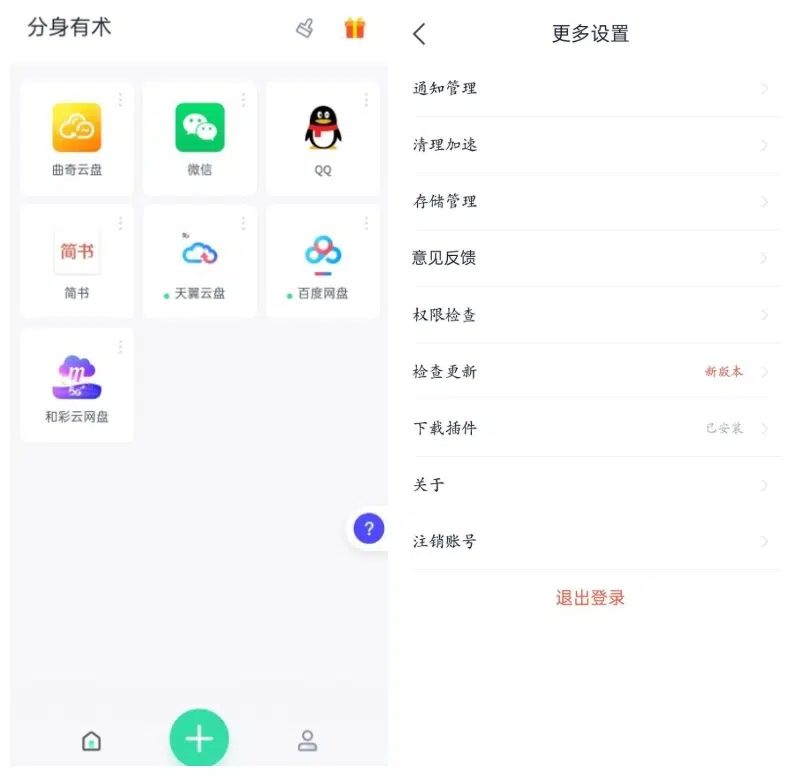 分身有术
曲奇云盘
微信
QQ
简书
简书
天翼云盘
百度网盘
m
5G
和彩云网盘
?
更多设置
通知管理
清理加速
存储管理
意见反馈
权限检查
检查更新 新版本
下载插件 已安装
关于
注销账号
退出登录